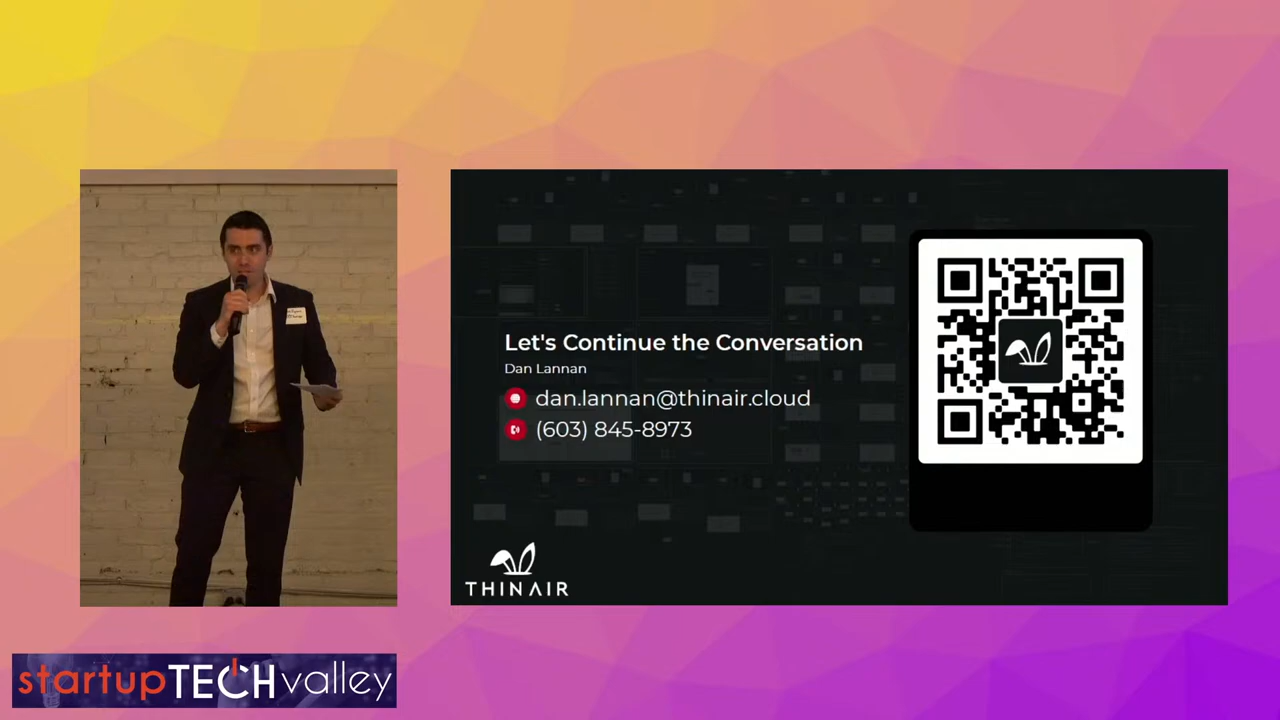 Let's Continue the Conversation
Dan Lannan
dan.lannan@thinair.cloud
(603) 845-8973
THINAIR
startupTECHvalley